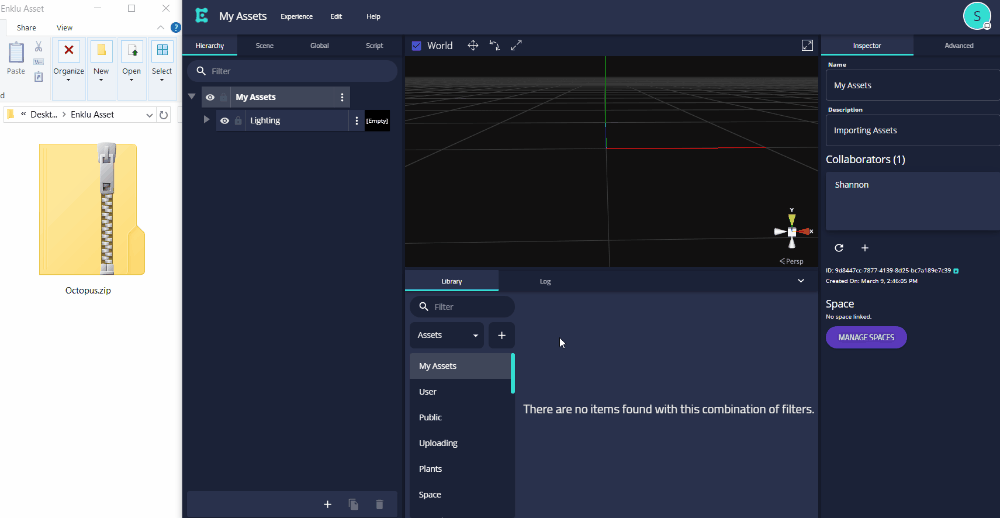 Enklu Asset
Share View
Paste
Organize New Open Select
d
« Deskt... > Enklu Asset
Octopus.zip
My Assets Experience Edit Help
S
Hierarchy Scene Global Script
Filter
My Assets
Lighting [Empty]
World
Y
X
< Persp
Library Log
Filter
Assets
My Assets
User
Public
Uploading
Plants
Space
There are no items found with this combination of filters.
Inspector Advanced
Name
My Assets
Description
Importing Assets
Collaborators (1)
Shannon
ID: 9d8447cc-7877-4139-8d25-bc7a189e7c39
Created On: March 9, 2:46:05 PM
Space
No space linked.
MANAGE SPACES